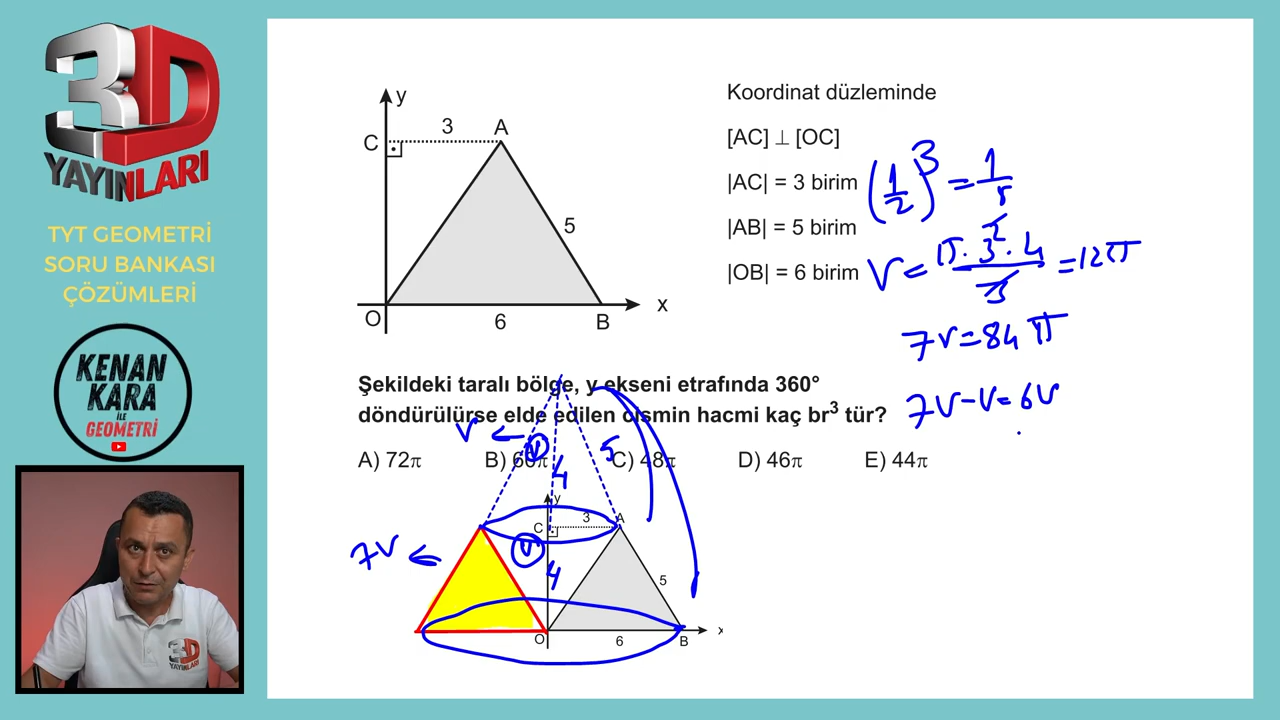 3D
YAYINLARI
TYT GEOMETRİ
SORU BANKASI
ÇÖZÜMLERİ
KENAN
KARA
İLE
GEOMETRİ
y
C
3
A
5
O
6
B
x
Koordinat düzleminde
[AC] ⊥ [OC]
|AC| = 3 birim
|AB| = 5 birim
|OB| = 6 birim
(1/2)^3 = 1/8
V = π·3²·4/3 = 12π
7V = 84π
7V-V = 6V
Şekildeki taralı bölge, y ekseni etrafında 360°
döndürülürse elde edilen cismin hacmi kaç br³ tür?
A) 72π B) 60π C) 48π D) 46π E) 44π
V
V
4
5
y
C
3
A
7V
V
4
5
O
6
B
x
3D
YAYINLARI